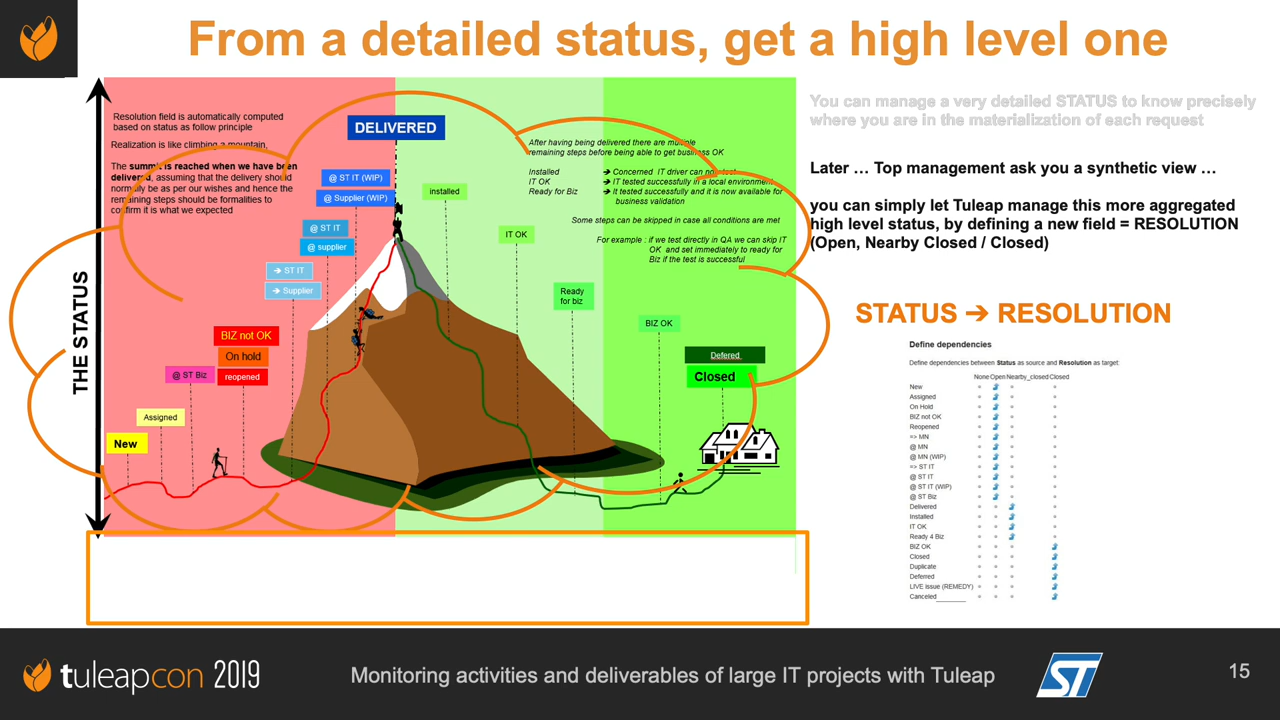 From a detailed status, get a high level one
Resolution field is automatically computed
based on status as follow principle
Realization is like climbing a mountain,
The summit is reached when we have been
delivered, assuming that the delivery should
normally be as per our wishes and hence the
remaining steps should be formalities to
confirm it is what we expected
THE STATUS
DELIVERED
@ ST IT (WIP)
@ Supplier (WIP)
@ ST IT
@ supplier
➔ ST IT
➔ Supplier
BIZ not OK
On hold
reopened
@ ST Biz
Assigned
New
installed
IT OK
Ready
for biz
BIZ OK
Defered
Closed
After having being delivered there are multiple
remaining steps before being able to get business OK
Installed ➔ Concerned IT driver can now test
IT OK ➔ IT tested successfully in a local environment
Ready for Biz ➔ It tested successfully and it is now available for
business validation
Some steps can be skipped in case all conditions are met
For example : if we test directly in QA we can skip IT
OK and set immediately to ready for
Biz if the test is successful
You can manage a very detailed STATUS to know precisely
where you are in the materialization of each request
Later … Top management ask you a synthetic view …
you can simply let Tuleap manage this more aggregated
high level status, by defining a new field = RESOLUTION
(Open, Nearby Closed / Closed)
STATUS ➔ RESOLUTION
Define dependencies
Define dependencies between Status as source and Resolution as target:
None Open Nearby_closed Closed
New
Assigned
On Hold
BIZ not OK
Reopened
=> MN
@ MN
@ MN (WIP)
=> ST IT
@ ST IT
@ ST IT (WIP)
@ ST Biz
Delivered
Installed
IT OK
Ready 4 Biz
BIZ OK
Closed
Duplicate
Deferred
LIVE issue (REMEDY)
Canceled
tuleapcon 2019
Monitoring activities and deliverables of large IT projects with Tuleap
ST
15